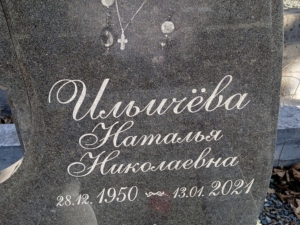 Ильичёва
Наталья
Николаевна
28.12.1950 ~ 13.01.2021